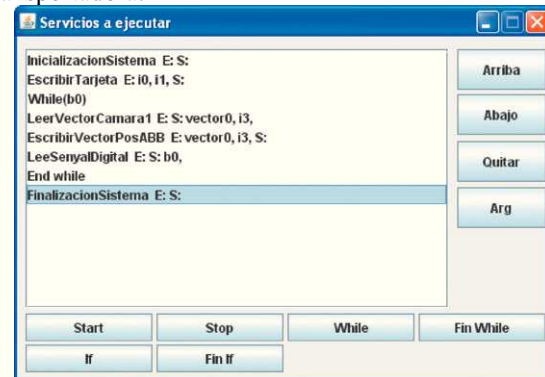 Servicios a ejecutar
InicializacionSistema E: S:
EscribirTarjeta E: i0, i1, S:
While(b0)
LeerVectorCamara1 E: S: vector0, i3,
EscribirVectorPosABB E: vector0, i3, S:
LeeSenyalDigital E: S: b0,
End while
FinalizacionSistema E: S:
Arriba
Abajo
Quitar
Arg
Start
Stop
While
Fin While
If
Fin If